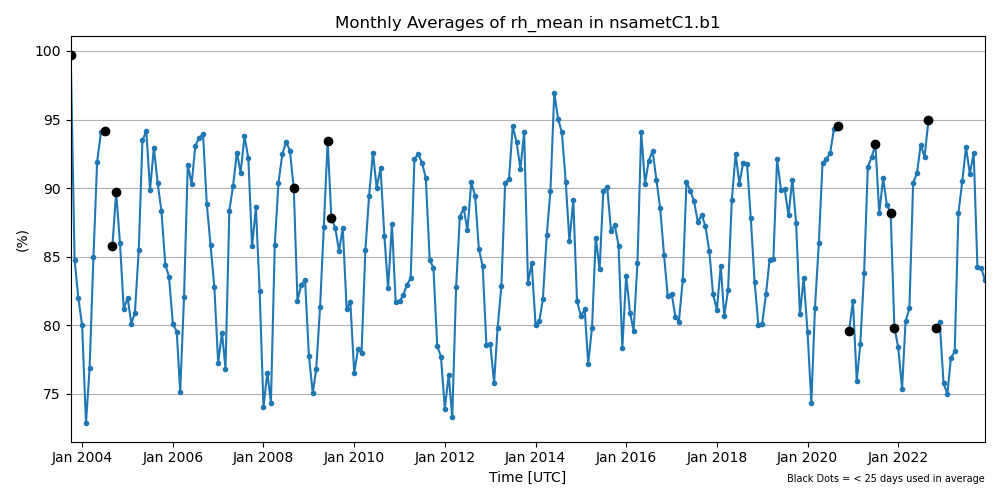 Monthly Averages of rh_mean in nsametC1.b1
100
95
90
85
80
75
(%)
Jan 2004 Jan 2006 Jan 2008 Jan 2010 Jan 2012 Jan 2014 Jan 2016 Jan 2018 Jan 2020 Jan 2022
Time [UTC]
Black Dots = < 25 days used in average